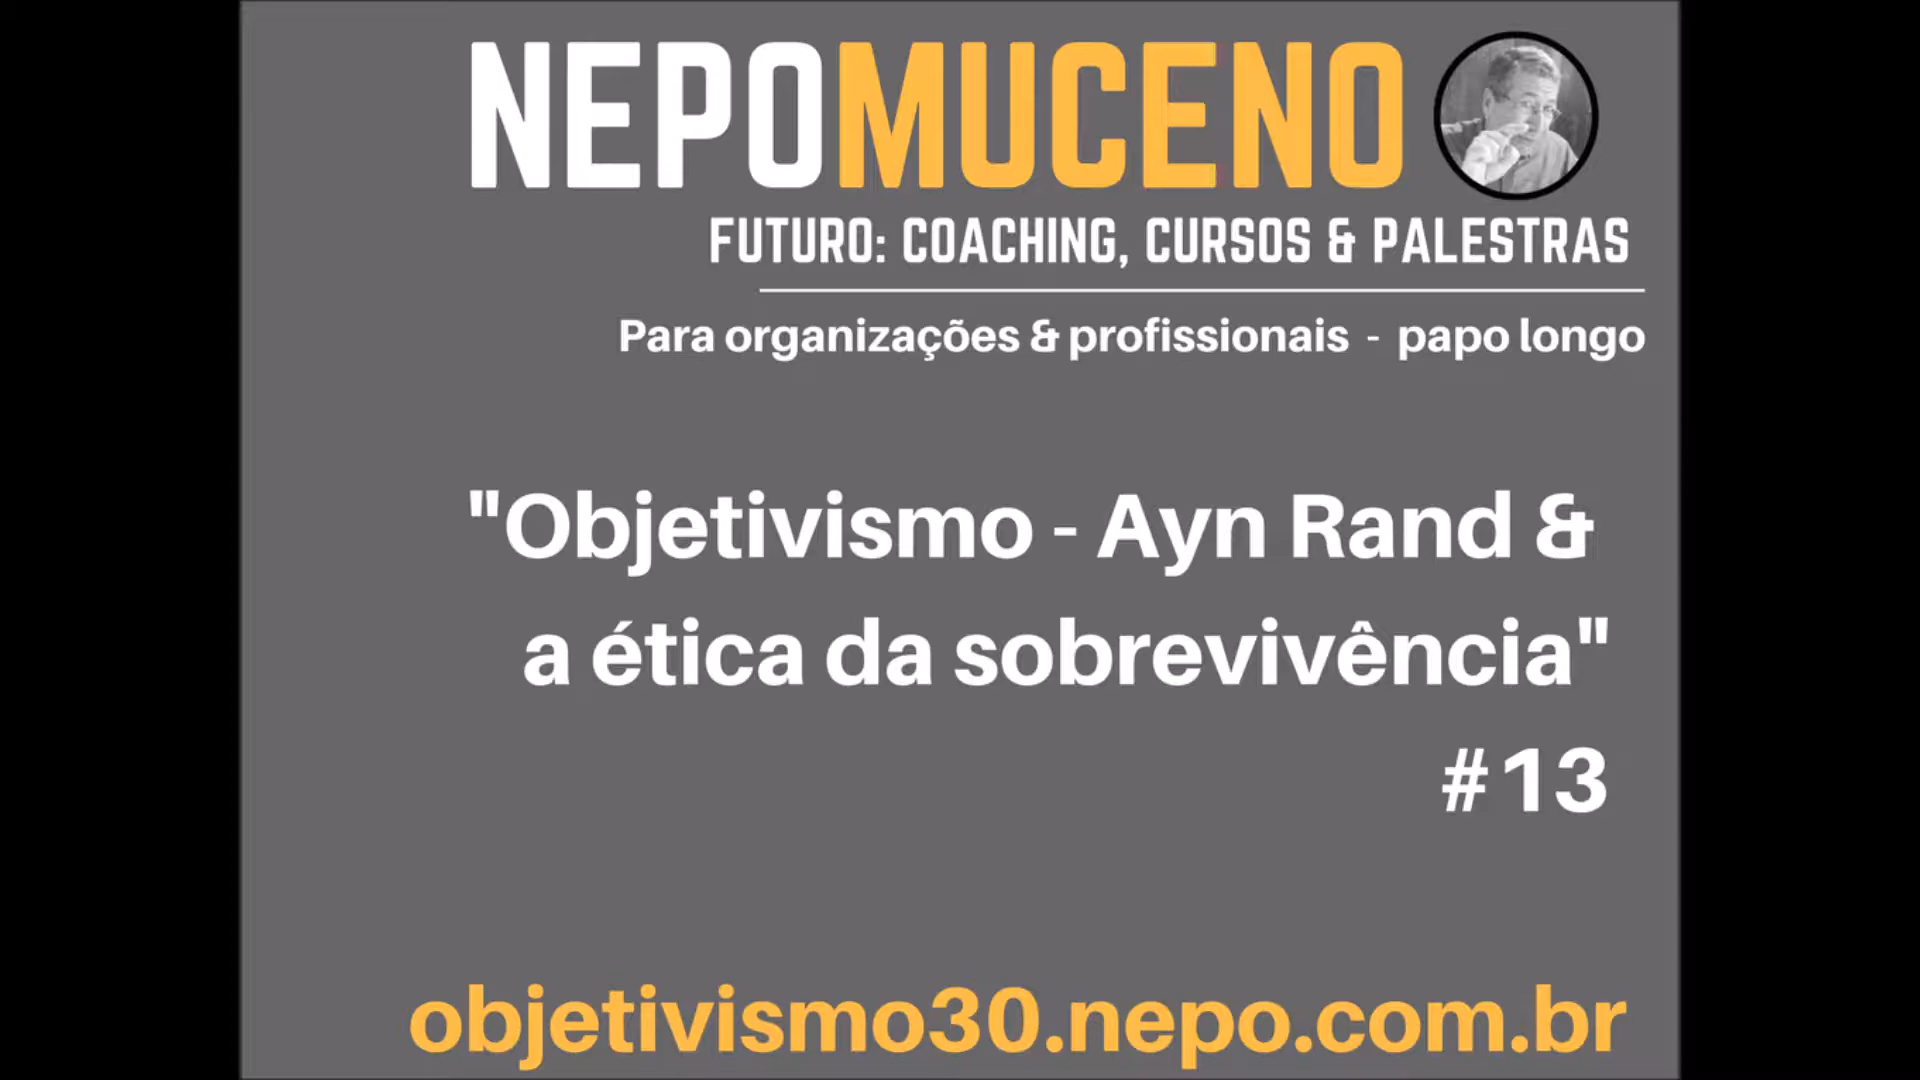 NEPOMUCENO
FUTURO: COACHING, CURSOS & PALESTRAS
Para organizações & profissionais - papo longo
"Objetivismo - Ayn Rand &
a ética da sobrevivência"
#13
objetivismo30.nepo.com.br